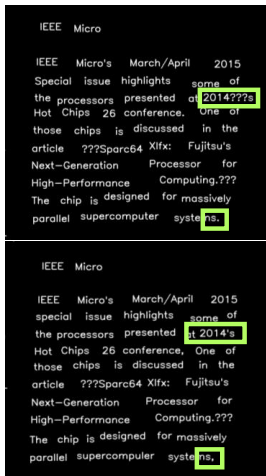 IEEE Micro
IEEE Micro's March/April 2015
Special issue highlights some of
the processors presented at 2014???s
Hot Chips 26 conference. One of
those chips is discussed in the
article ???Sparc64 XIfx: Fujitsu's
Next-Generation Processor for
High-Performance Computing.???
The chip is designed for massively
parallel supercomputer systems.
IEEE Micro
IEEE Micro's March/April 2015
special issue highlights some of
the processors presented at 2014's
Hot Chips 26 conference, One of
those chips is discussed in the
article ???Sparc64 XIfx: Fujitsu's
Next-Generation Processor for
High-Performance Computing.???
The chip is designed for massively
parallel supercomputer systems,